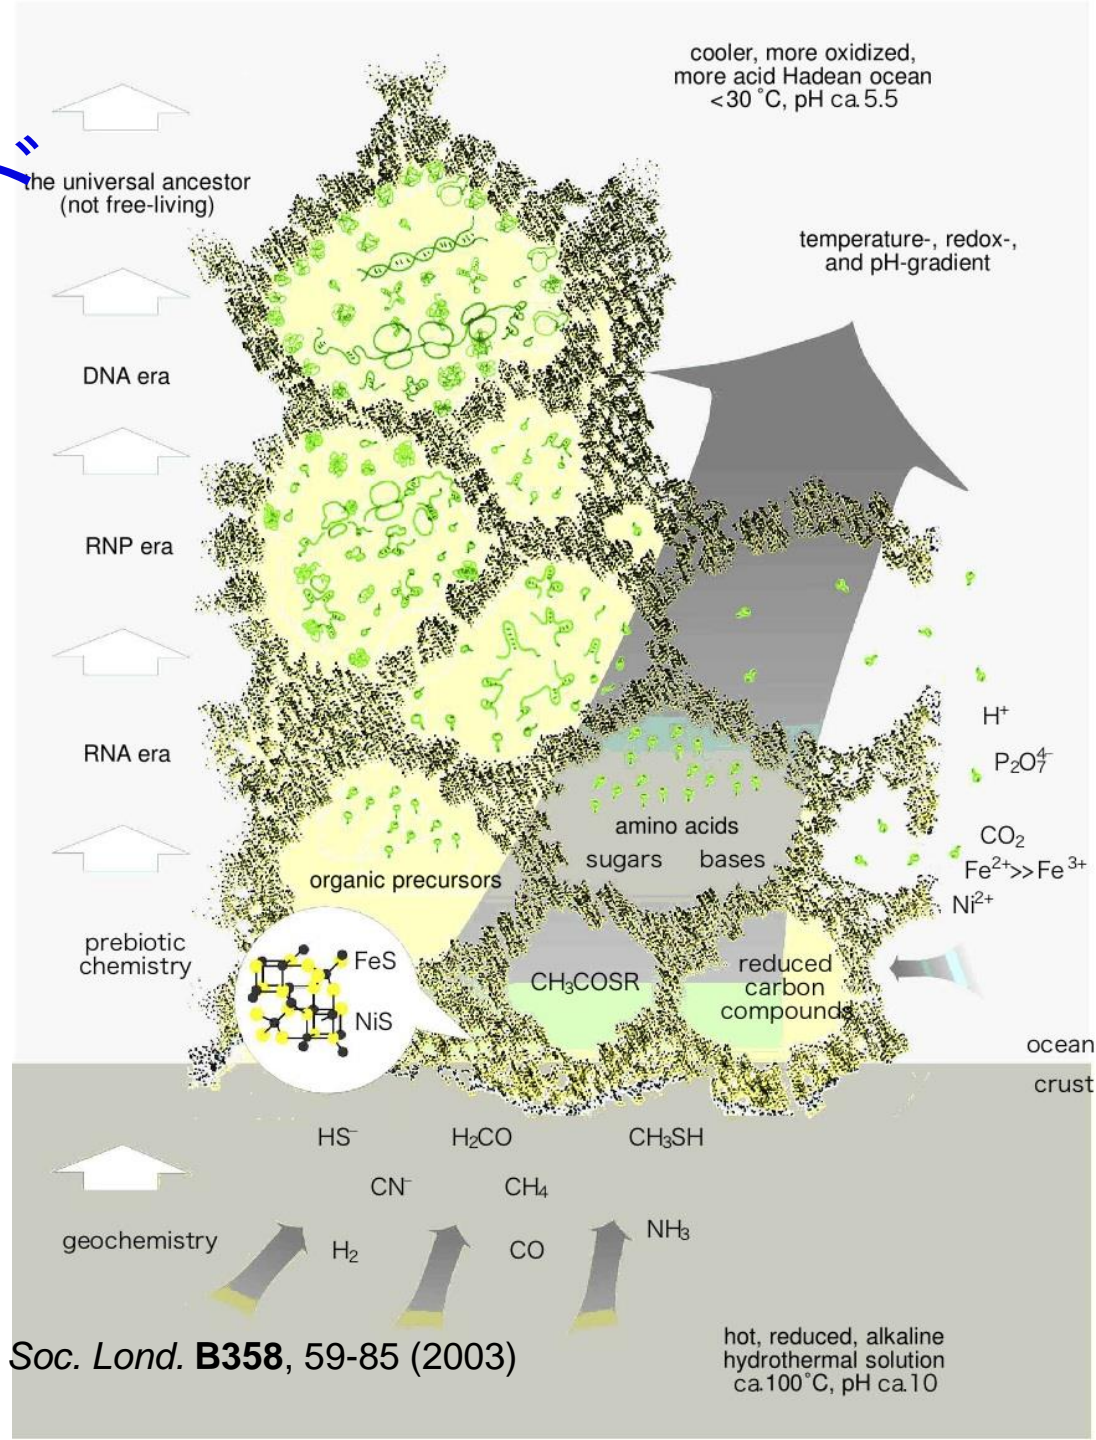 cooler, more oxidized,
more acid Hadean ocean
<30 °C, pH ca.5.5
the universal ancestor
(not free-living)
temperature-, redox-,
and pH-gradient
DNA era
RNP era
RNA era
H⁺
P₂O₇⁴⁻
amino acids
sugars bases
CO₂
Fe²⁺>>Fe³⁺
Ni²⁺
organic precursors
prebiotic
chemistry
FeS
NiS
CH₃COSR
reduced
carbon
compounds
ocean
crust
HS⁻ H₂CO CH₃SH
CN⁻ CH₄
geochemistry
H₂ CO NH₃
hot, reduced, alkaline
hydrothermal solution
ca.100°C, pH ca.10
Soc. Lond. B358, 59-85 (2003)